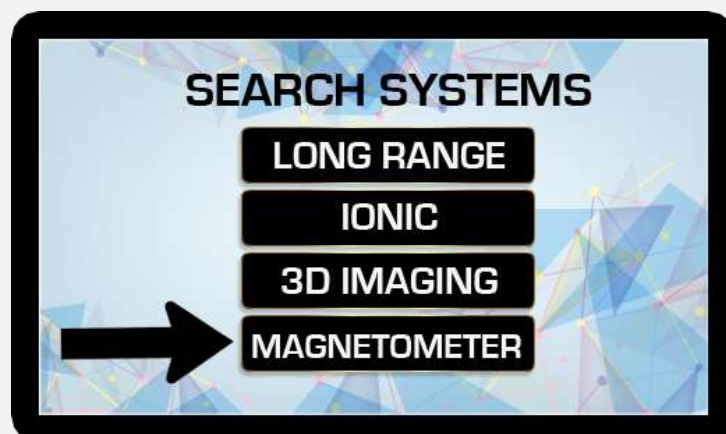 SEARCH SYSTEMS
LONG RANGE
IONIC
3D IMAGING
MAGNETOMETER